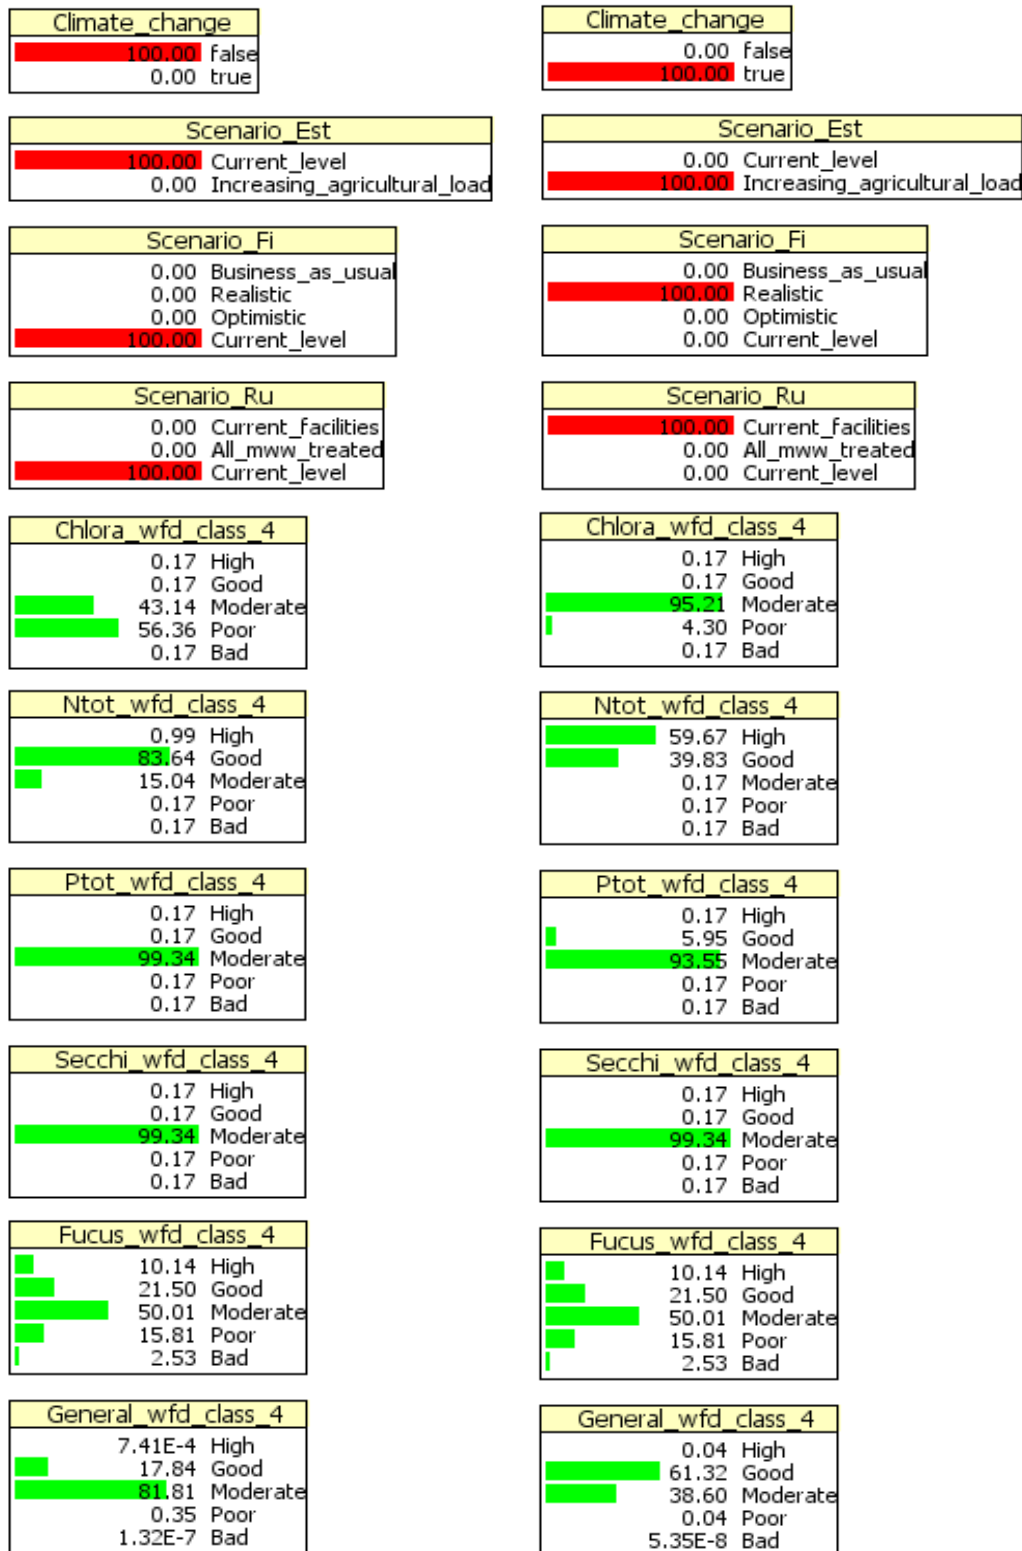 Climate_change
100.00 false
0.00 true
Scenario_Est
100.00 Current_level
0.00 Increasing_agricultural_load
Scenario_Fi
0.00 Business_as_usual
0.00 Realistic
0.00 Optimistic
100.00 Current_level
Scenario_Ru
0.00 Current_facilities
0.00 All_mww_treated
100.00 Current_level
Chlora_wfd_class_4
0.17 High
0.17 Good
43.14 Moderate
56.36 Poor
0.17 Bad
Ntot_wfd_class_4
0.99 High
83.64 Good
15.04 Moderate
0.17 Poor
0.17 Bad
Ptot_wfd_class_4
0.17 High
0.17 Good
99.34 Moderate
0.17 Poor
0.17 Bad
Secchi_wfd_class_4
0.17 High
0.17 Good
99.34 Moderate
0.17 Poor
0.17 Bad
Fucus_wfd_class_4
10.14 High
21.50 Good
50.01 Moderate
15.81 Poor
2.53 Bad
General_wfd_class_4
7.41E-4 High
17.84 Good
81.81 Moderate
0.35 Poor
1.32E-7 Bad
Climate_change
0.00 false
100.00 true
Scenario_Est
0.00 Current_level
100.00 Increasing_agricultural_load
Scenario_Fi
0.00 Business_as_usual
100.00 Realistic
0.00 Optimistic
0.00 Current_level
Scenario_Ru
100.00 Current_facilities
0.00 All_mww_treated
0.00 Current_level
Chlora_wfd_class_4
0.17 High
0.17 Good
95.21 Moderate
4.30 Poor
0.17 Bad
Ntot_wfd_class_4
59.67 High
39.83 Good
0.17 Moderate
0.17 Poor
0.17 Bad
Ptot_wfd_class_4
0.17 High
5.95 Good
93.55 Moderate
0.17 Poor
0.17 Bad
Secchi_wfd_class_4
0.17 High
0.17 Good
99.34 Moderate
0.17 Poor
0.17 Bad
Fucus_wfd_class_4
10.14 High
21.50 Good
50.01 Moderate
15.81 Poor
2.53 Bad
General_wfd_class_4
0.04 High
61.32 Good
38.60 Moderate
0.04 Poor
5.35E-8 Bad